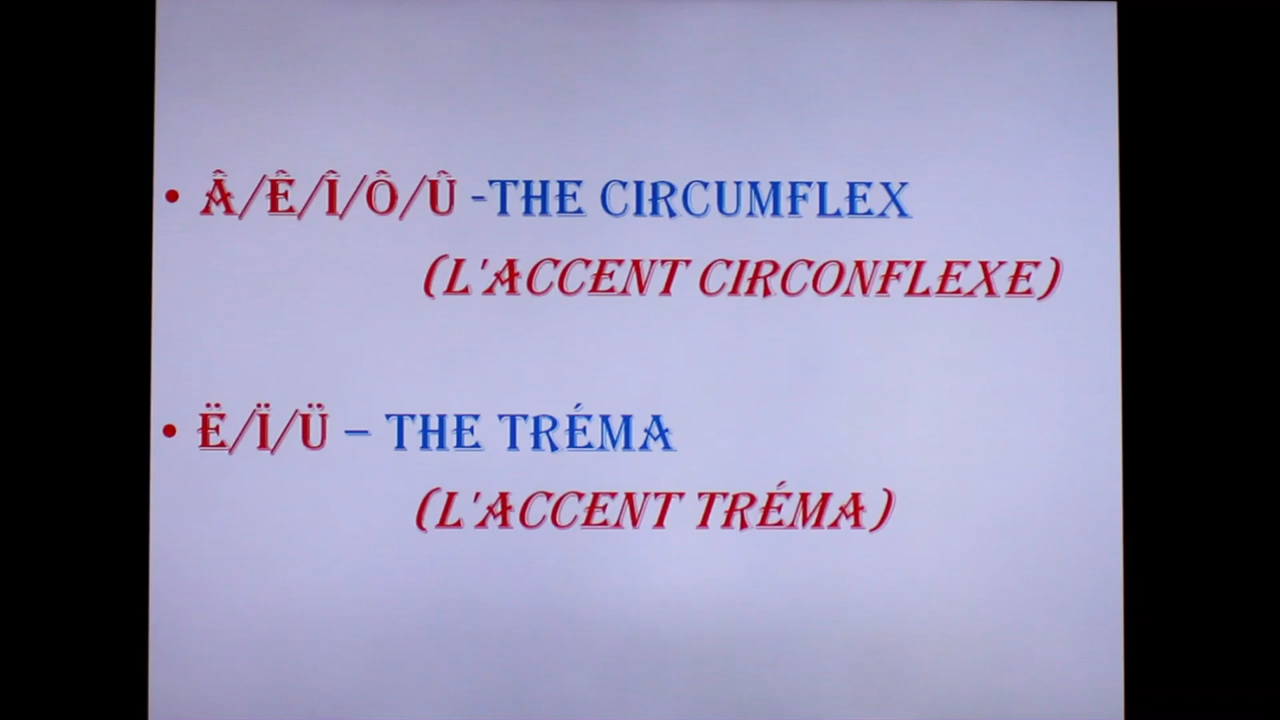 • Â/Ê/Î/Ô/Û -THE CIRCUMFLEX
(L'ACCENT CIRCONFLEXE)
• Ë/Ï/Ü – THE TRÉMA
(L'ACCENT TRÉMA)